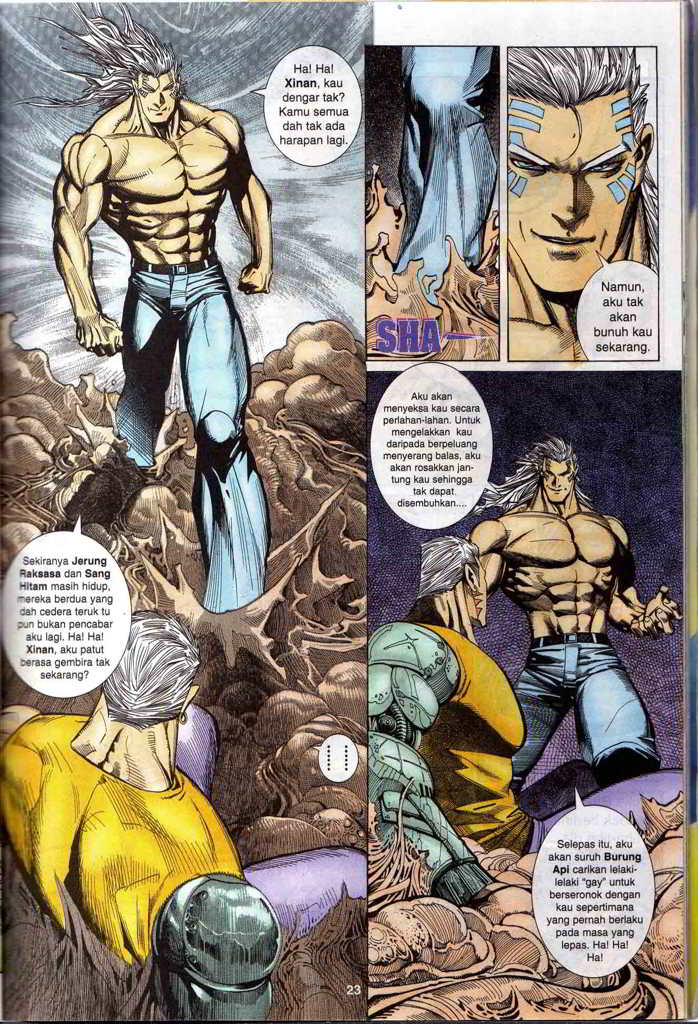 Ha! Ha!
Xinan, kau
dengar tak?
Kamu semua
dah tak ada
harapan lagi.
Sekiranya Jerung
Raksasa dan Sang
Hitam masih hidup,
mereka berdua yang
dah cedera teruk tu
pun bukan pencabar
aku lagi. Ha! Ha!
Xinan, aku patut
berasa gembira tak
sekarang?
23
SHA
Namun,
aku tak
akan
bunuh kau
sekarang.
Aku akan
menyeksa kau secara
perlahan-lahan. Untuk
mengelakkan kau
daripada berpeluang
menyerang balas, aku
akan rosakkan jan-
tung kau sehingga
tak dapat
disembuhkan....
Selepas itu, aku
akan suruh Burung
Api carikan lelaki-
lelaki "gay" untuk
berseronok dengan
kau sepertimana
yang pernah berlaku
pada masa yang
lepas. Ha! Ha!
Ha!